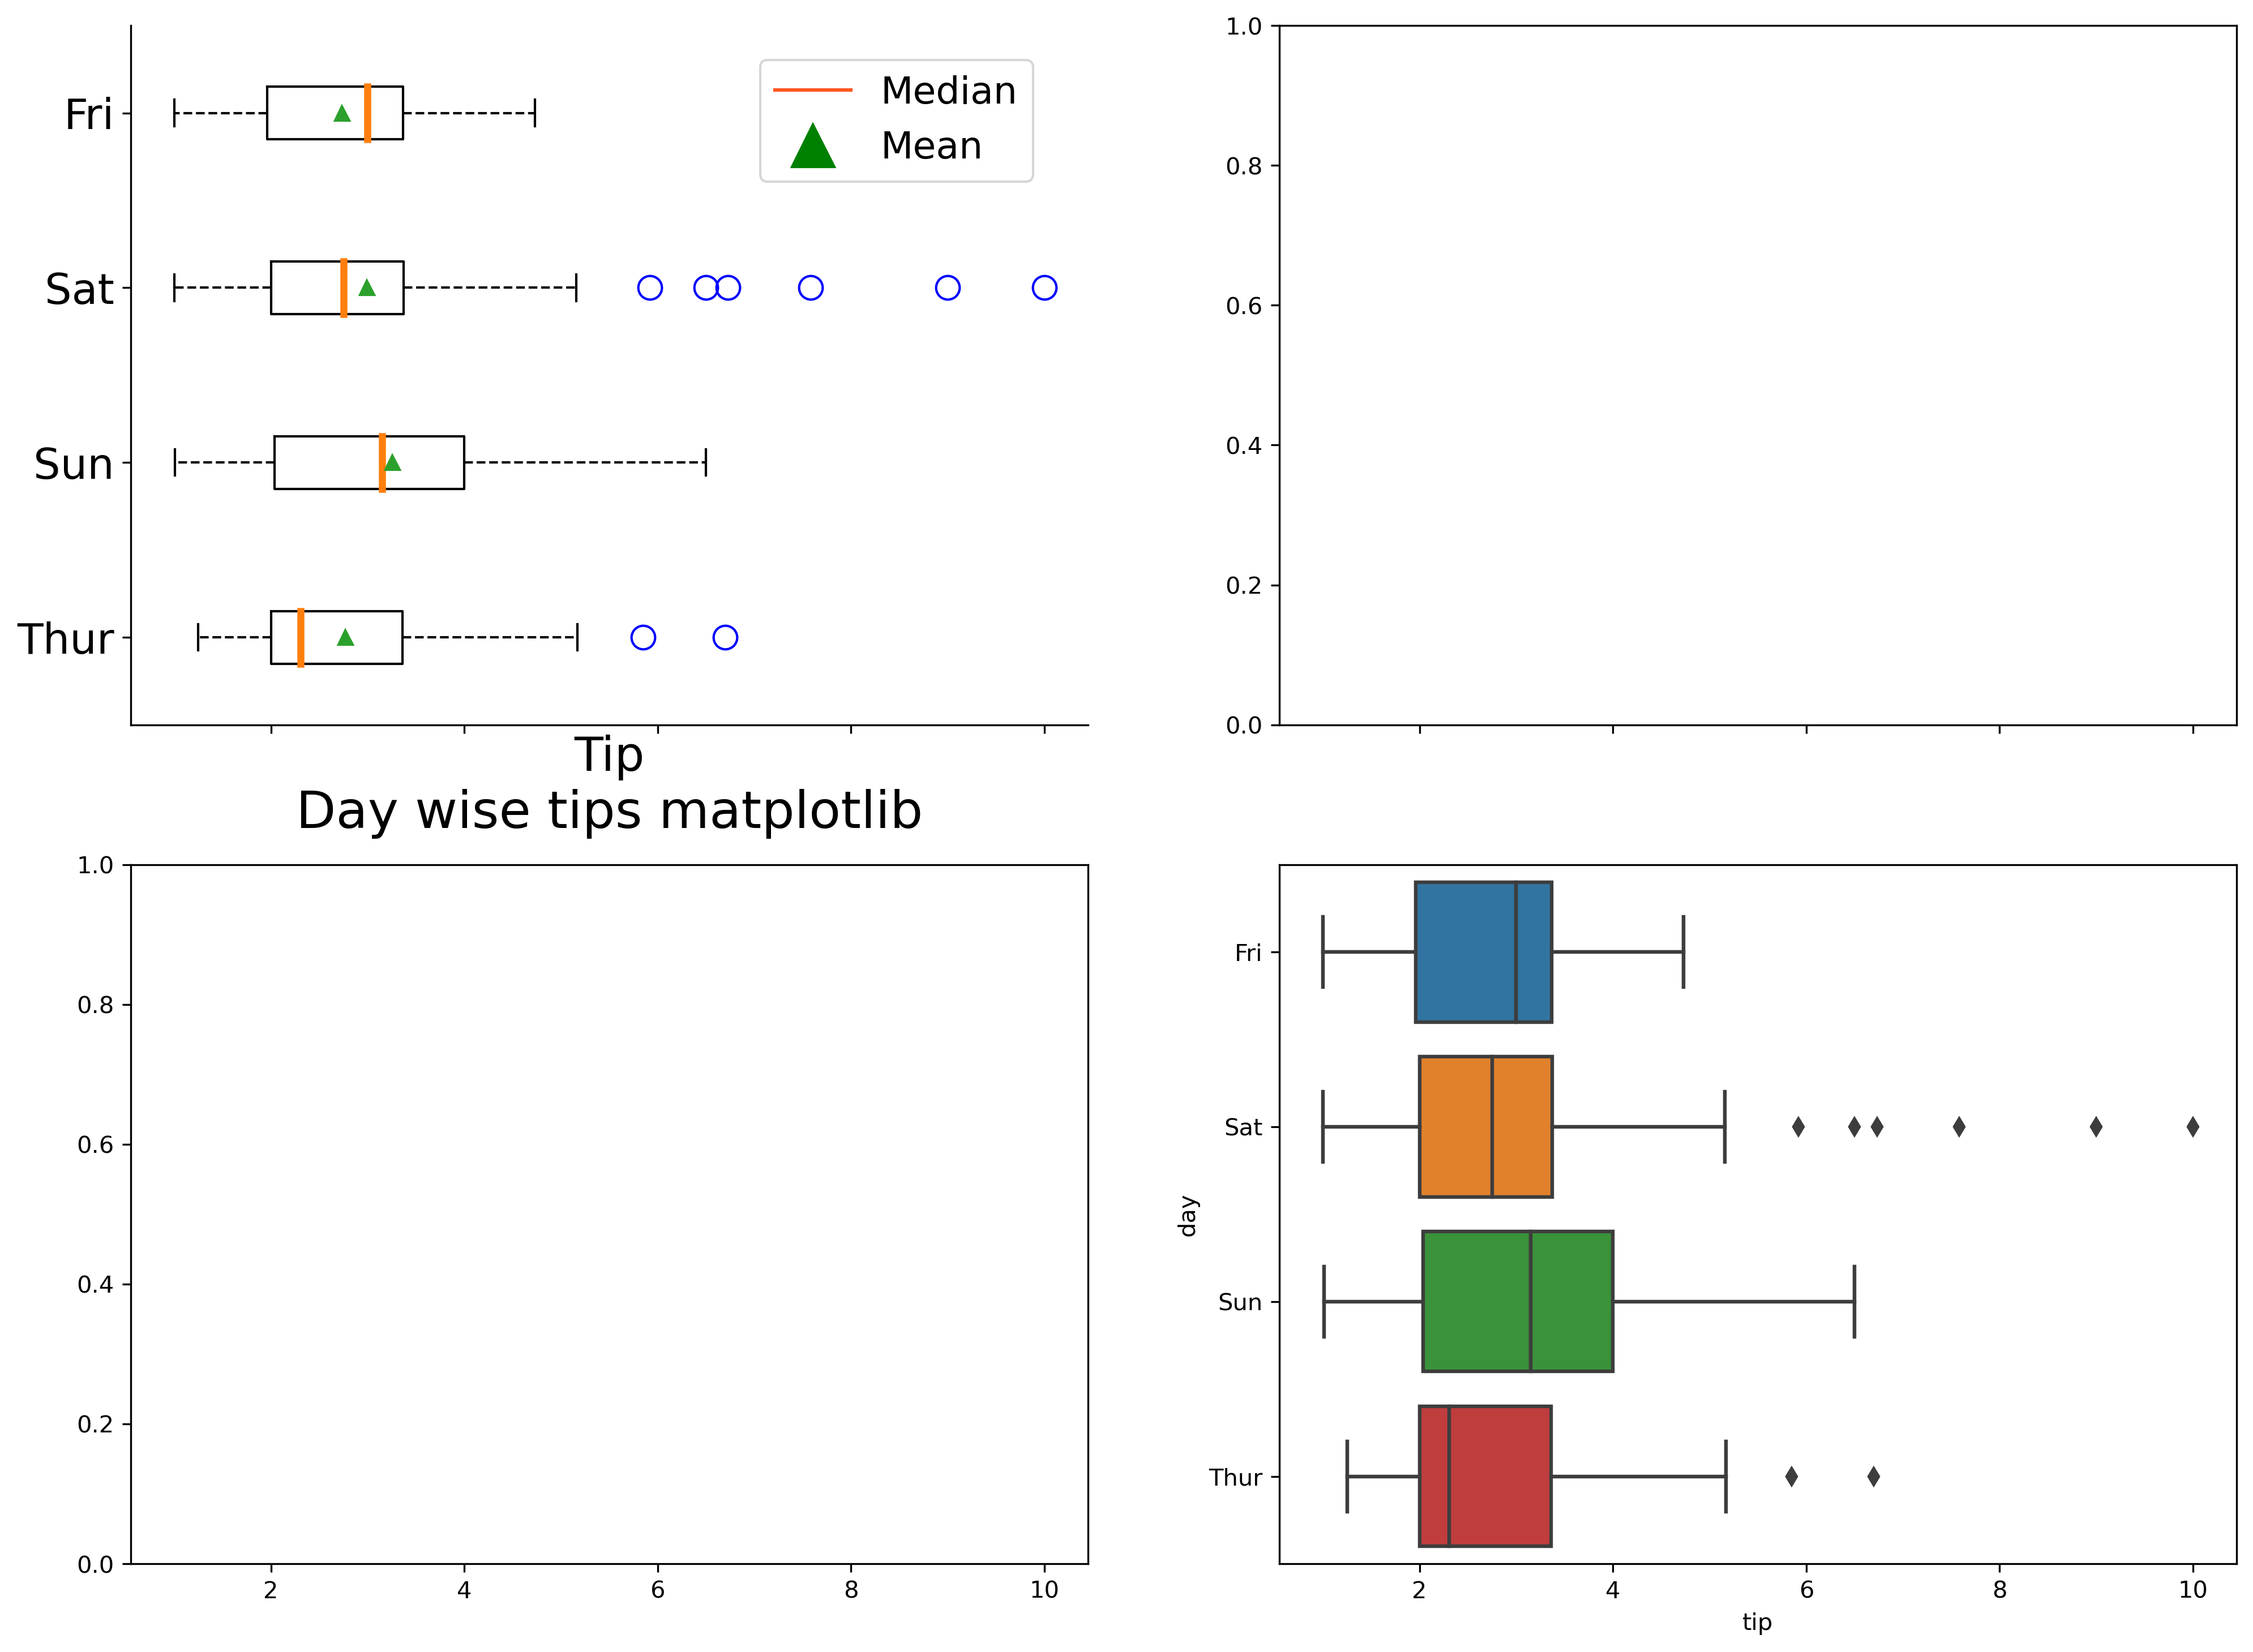 Fri
Sat
Sun
Thur
Median
Mean
Tip
Day wise tips matplotlib
1.0
0.8
0.6
0.4
0.2
0.0
1.0
0.8
0.6
0.4
0.2
0.0
2 4 6 8 10
day
Fri
Sat
Sun
Thur
2 4 6 8 10
tip